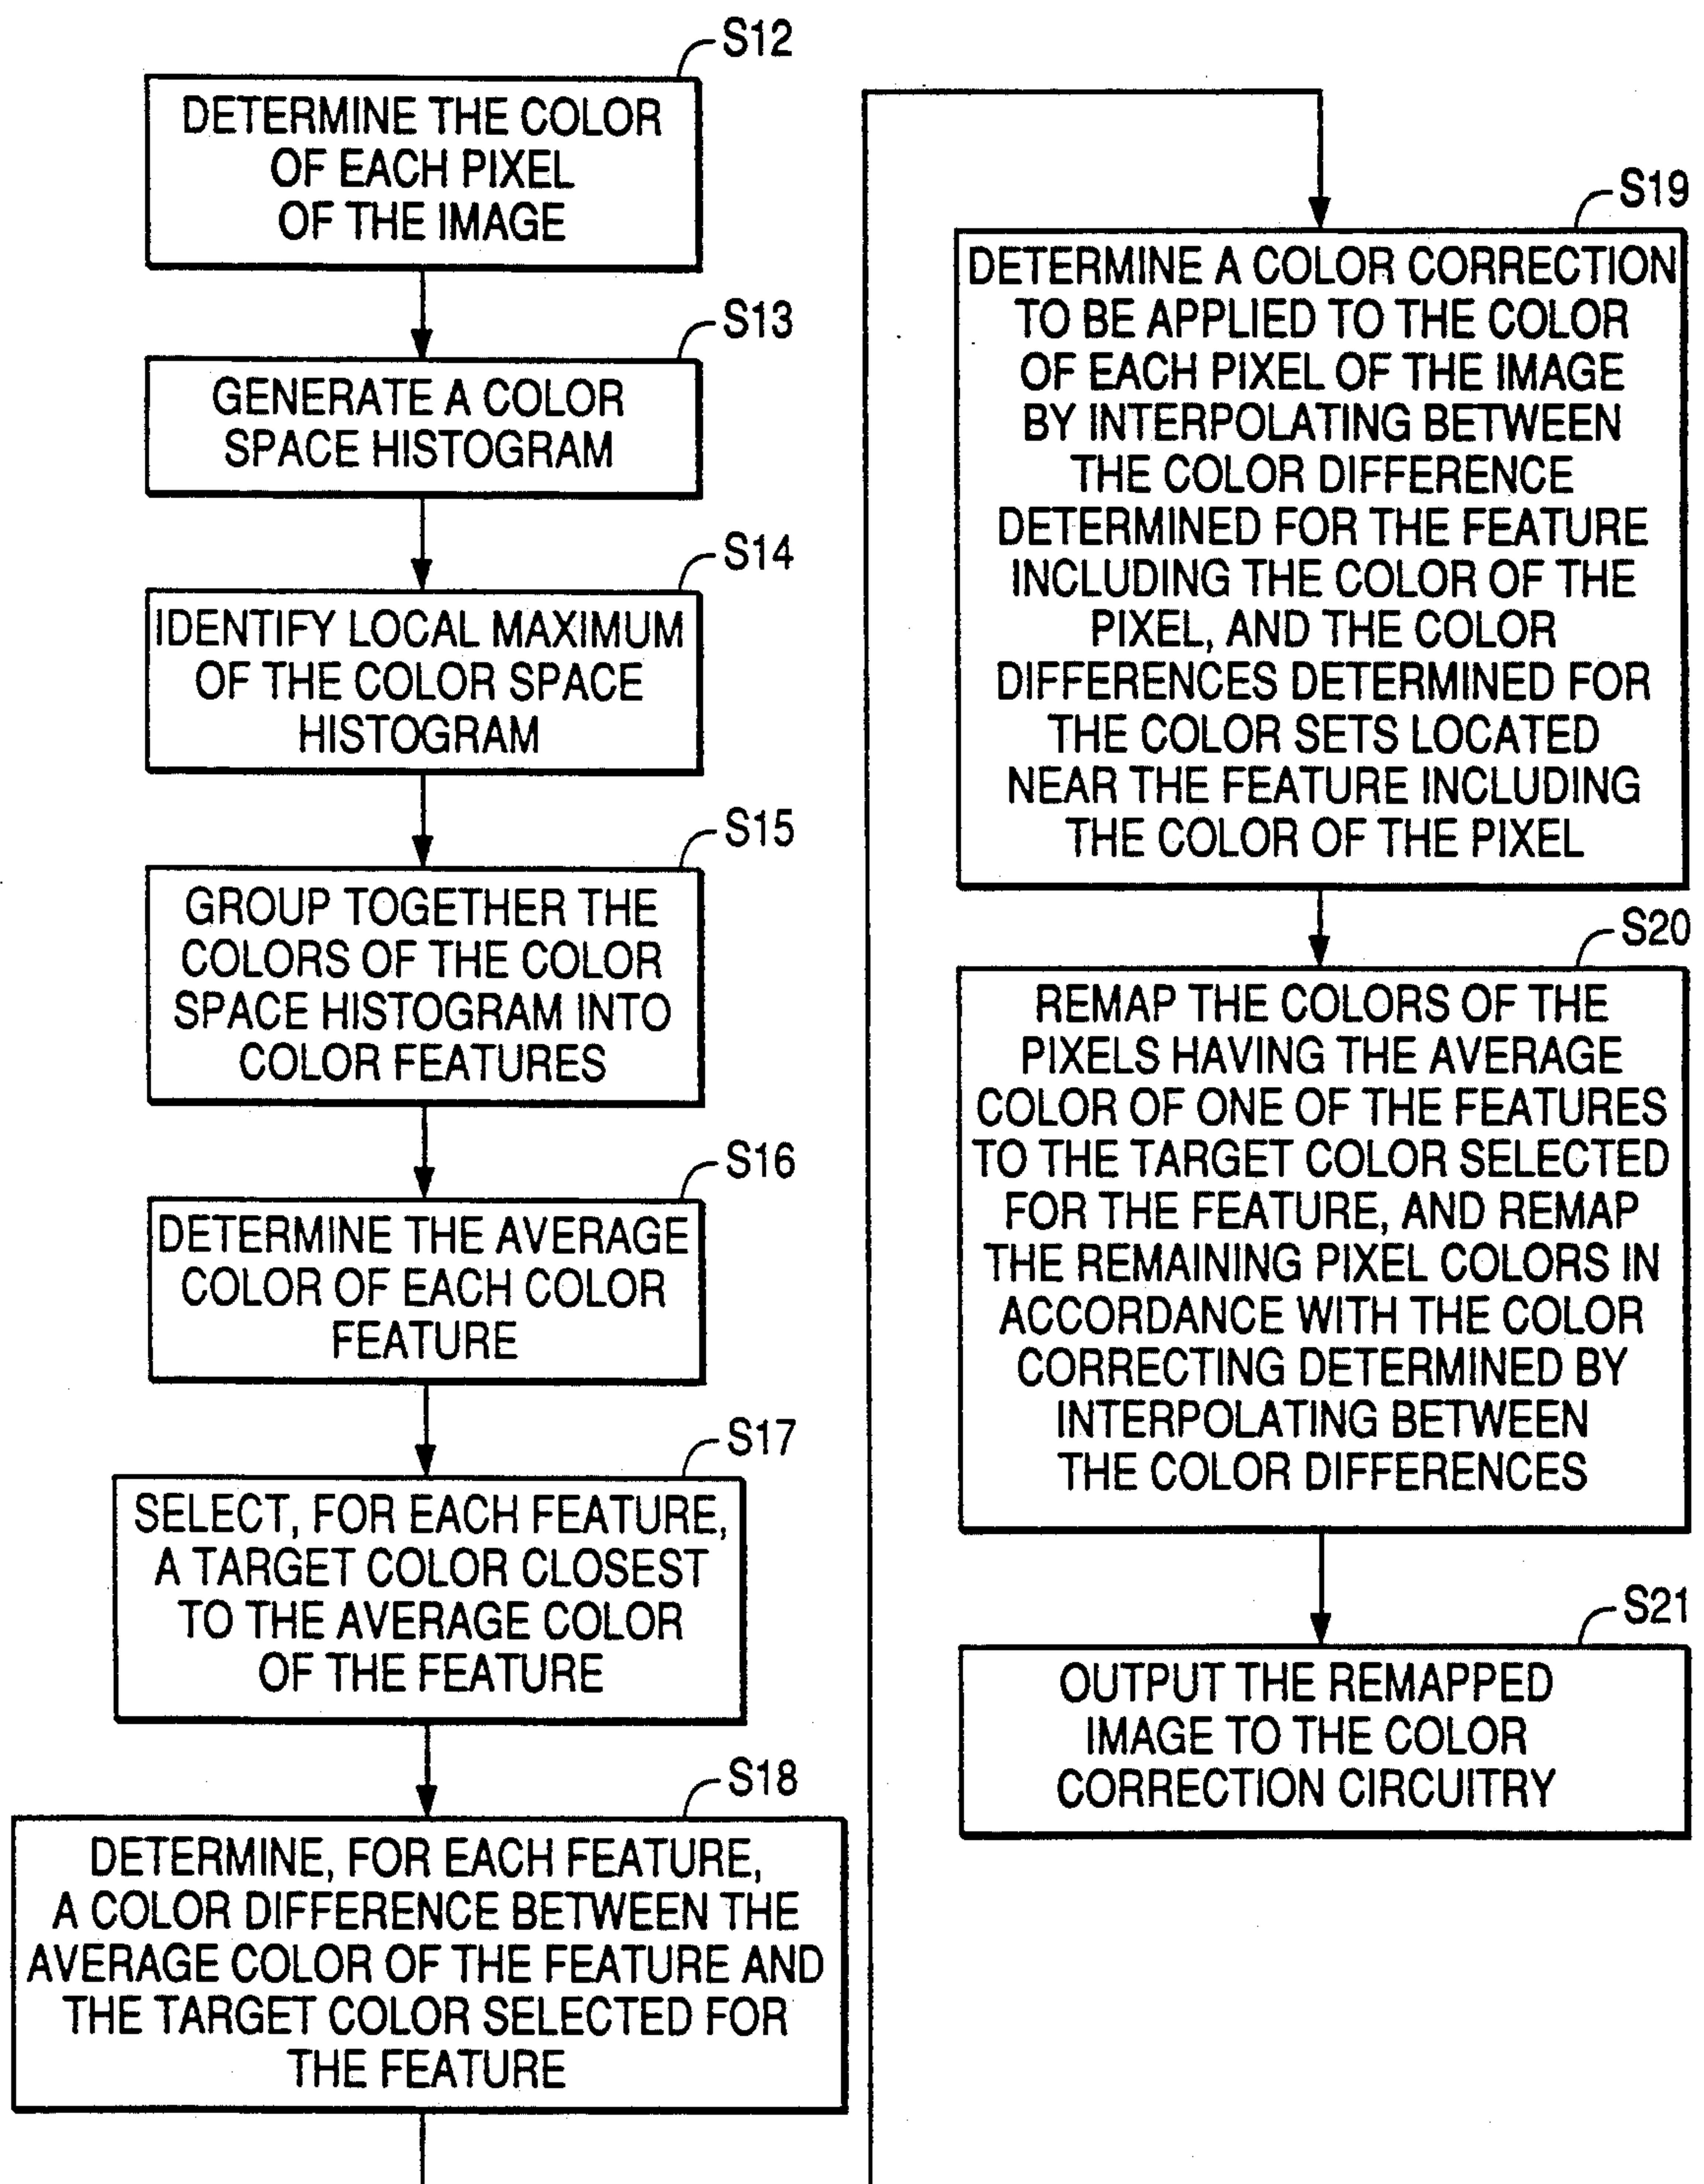 S12
DETERMINE THE COLOR
OF EACH PIXEL
OF THE IMAGE
S13
GENERATE A COLOR
SPACE HISTOGRAM
S14
IDENTIFY LOCAL MAXIMUM
OF THE COLOR SPACE
HISTOGRAM
S15
GROUP TOGETHER THE
COLORS OF THE COLOR
SPACE HISTOGRAM INTO
COLOR FEATURES
S16
DETERMINE THE AVERAGE
COLOR OF EACH COLOR
FEATURE
S17
SELECT, FOR EACH FEATURE,
A TARGET COLOR CLOSEST
TO THE AVERAGE COLOR
OF THE FEATURE
S18
DETERMINE, FOR EACH FEATURE,
A COLOR DIFFERENCE BETWEEN THE
AVERAGE COLOR OF THE FEATURE AND
THE TARGET COLOR SELECTED FOR
THE FEATURE
S19
DETERMINE A COLOR CORRECTION
TO BE APPLIED TO THE COLOR
OF EACH PIXEL OF THE IMAGE
BY INTERPOLATING BETWEEN
THE COLOR DIFFERENCE
DETERMINED FOR THE FEATURE
INCLUDING THE COLOR OF THE
PIXEL, AND THE COLOR
DIFFERENCES DETERMINED FOR
THE COLOR SETS LOCATED
NEAR THE FEATURE INCLUDING
THE COLOR OF THE PIXEL
S20
REMAP THE COLORS OF THE
PIXELS HAVING THE AVERAGE
COLOR OF ONE OF THE FEATURES
TO THE TARGET COLOR SELECTED
FOR THE FEATURE, AND REMAP
THE REMAINING PIXEL COLORS IN
ACCORDANCE WITH THE COLOR
CORRECTING DETERMINED BY
INTERPOLATING BETWEEN
THE COLOR DIFFERENCES
S21
OUTPUT THE REMAPPED
IMAGE TO THE COLOR
CORRECTION CIRCUITRY